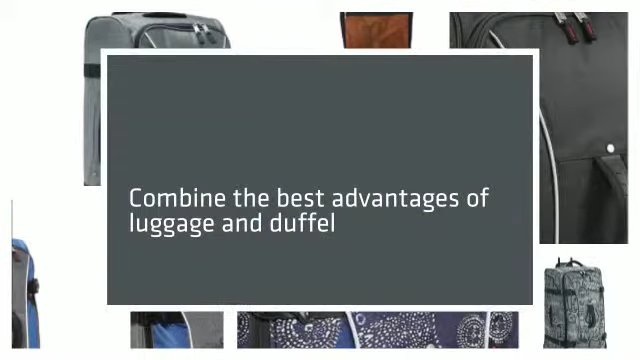 Combine the best advantages of
luggage and duffel